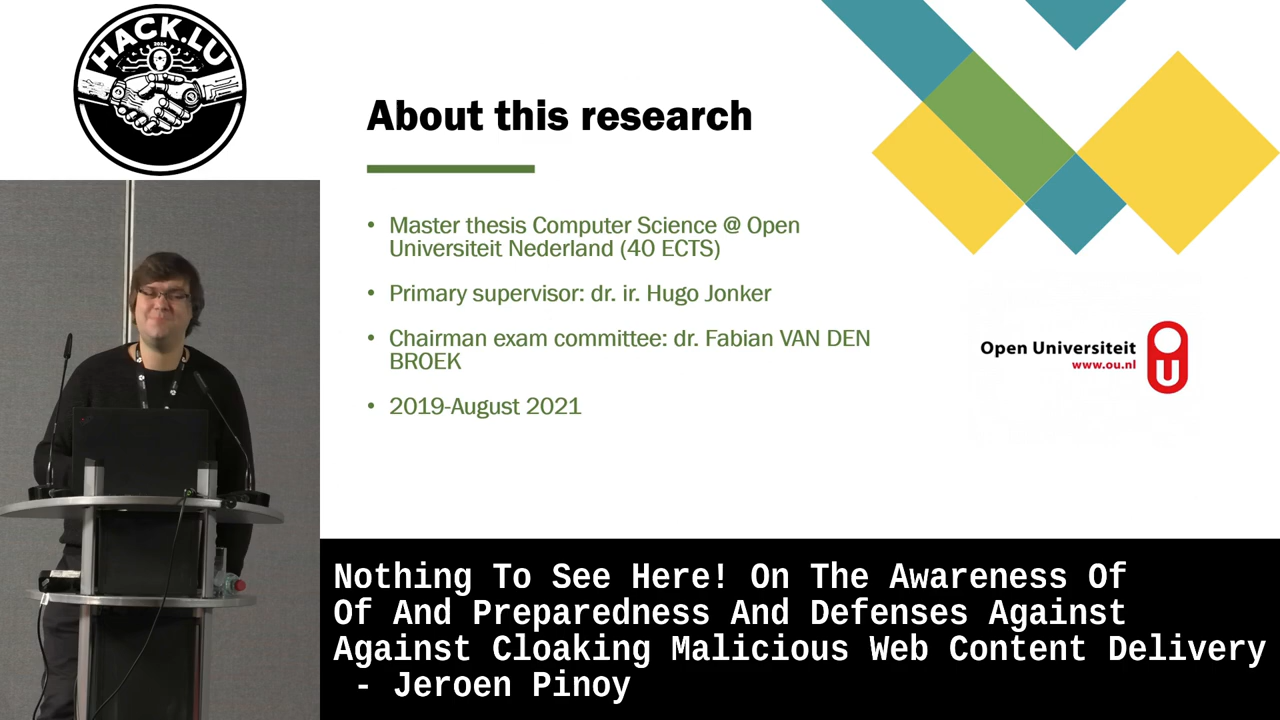 HACK.LU
2024
About this research
• Master thesis Computer Science @ Open
Universiteit Nederland (40 ECTS)
• Primary supervisor: dr. ir. Hugo Jonker
• Chairman exam committee: dr. Fabian VAN DEN
BROEK
• 2019-August 2021
Open Universiteit
www.ou.nl
OU
Nothing To See Here! On The Awareness Of
Of And Preparedness And Defenses Against
Against Cloaking Malicious Web Content Delivery
- Jeroen Pinoy